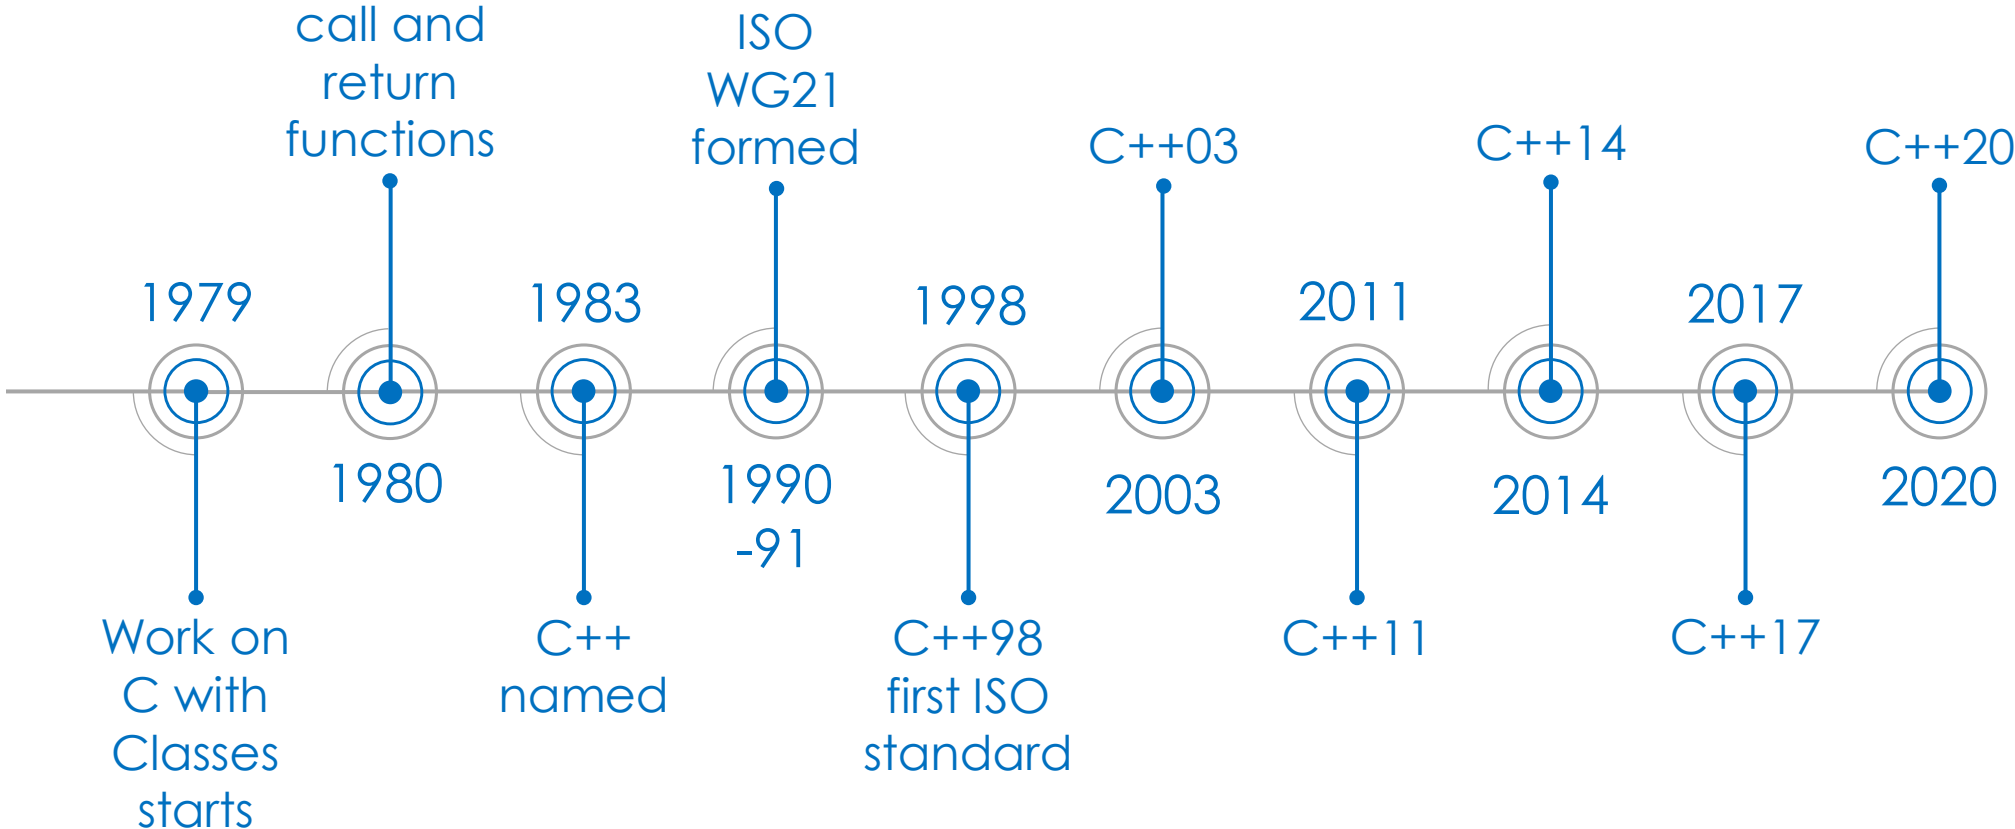 call and
return
functions
ISO
WG21
formed
C++03
C++14
C++20
1979
1983
1998
2011
2017
1980
1990
-91
2003
2014
2020
Work on
C with
Classes
starts
C++
named
C++98
first ISO
standard
C++11
C++17